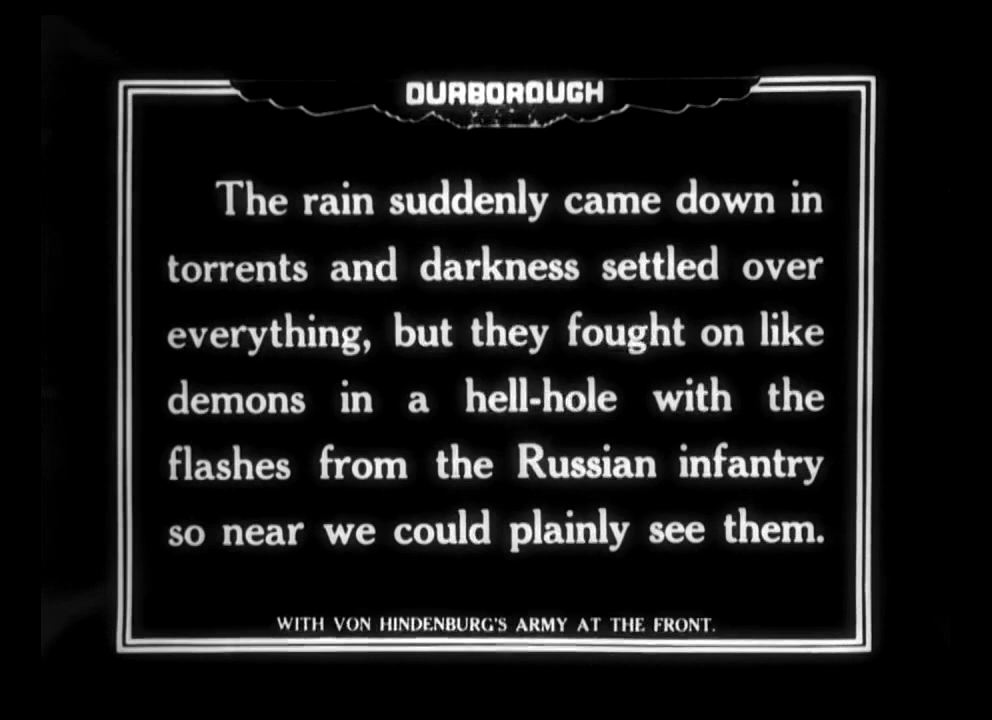 DURBOROUGH
The rain suddenly came down in
torrents and darkness settled over
everything, but they fought on like
demons in a hell-hole with the
flashes from the Russian infantry
so near we could plainly see them.
WITH VON HINDENBURG'S ARMY AT THE FRONT.